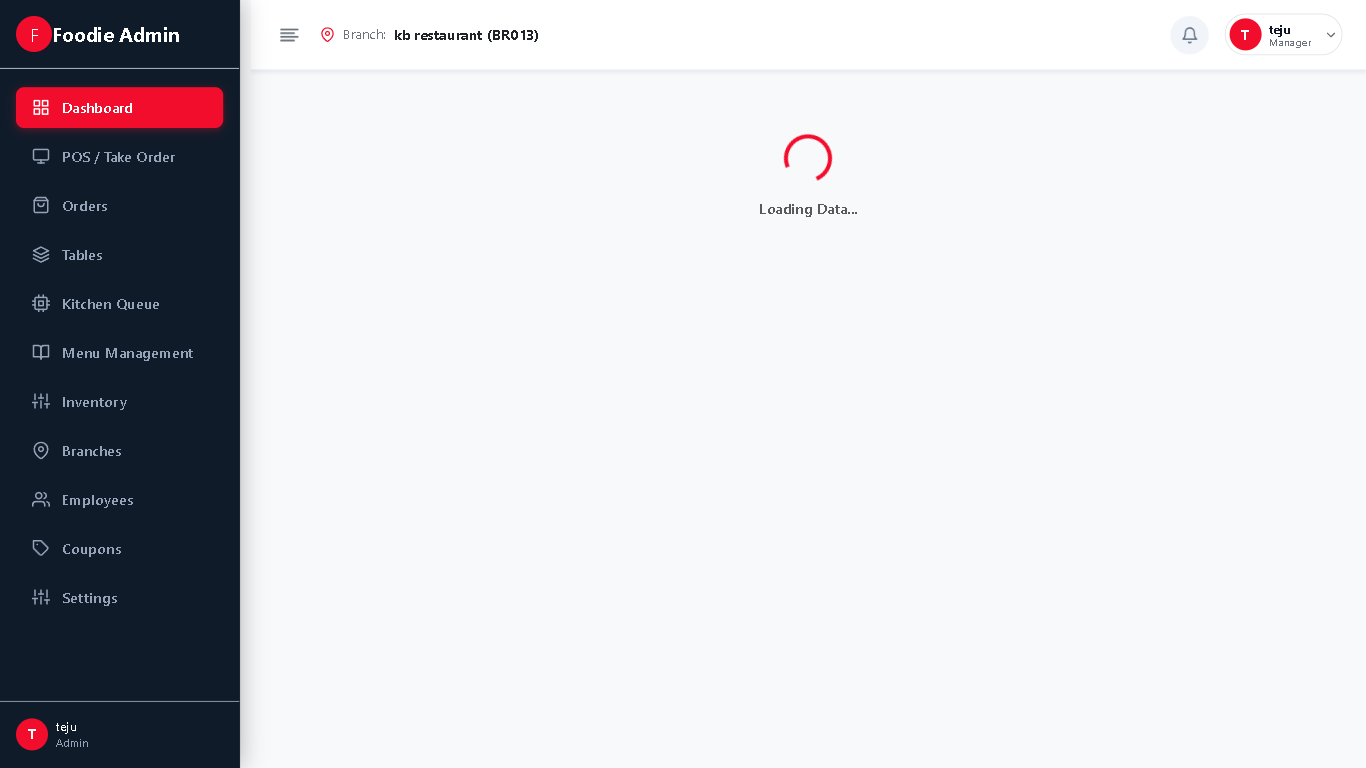 F Foodie Admin
Branch: kb restaurant (BR013)
T teju
Manager
Dashboard
POS / Take Order
Orders
Tables
Kitchen Queue
Menu Management
Inventory
Branches
Employees
Coupons
Settings
Loading Data...
T teju
Admin